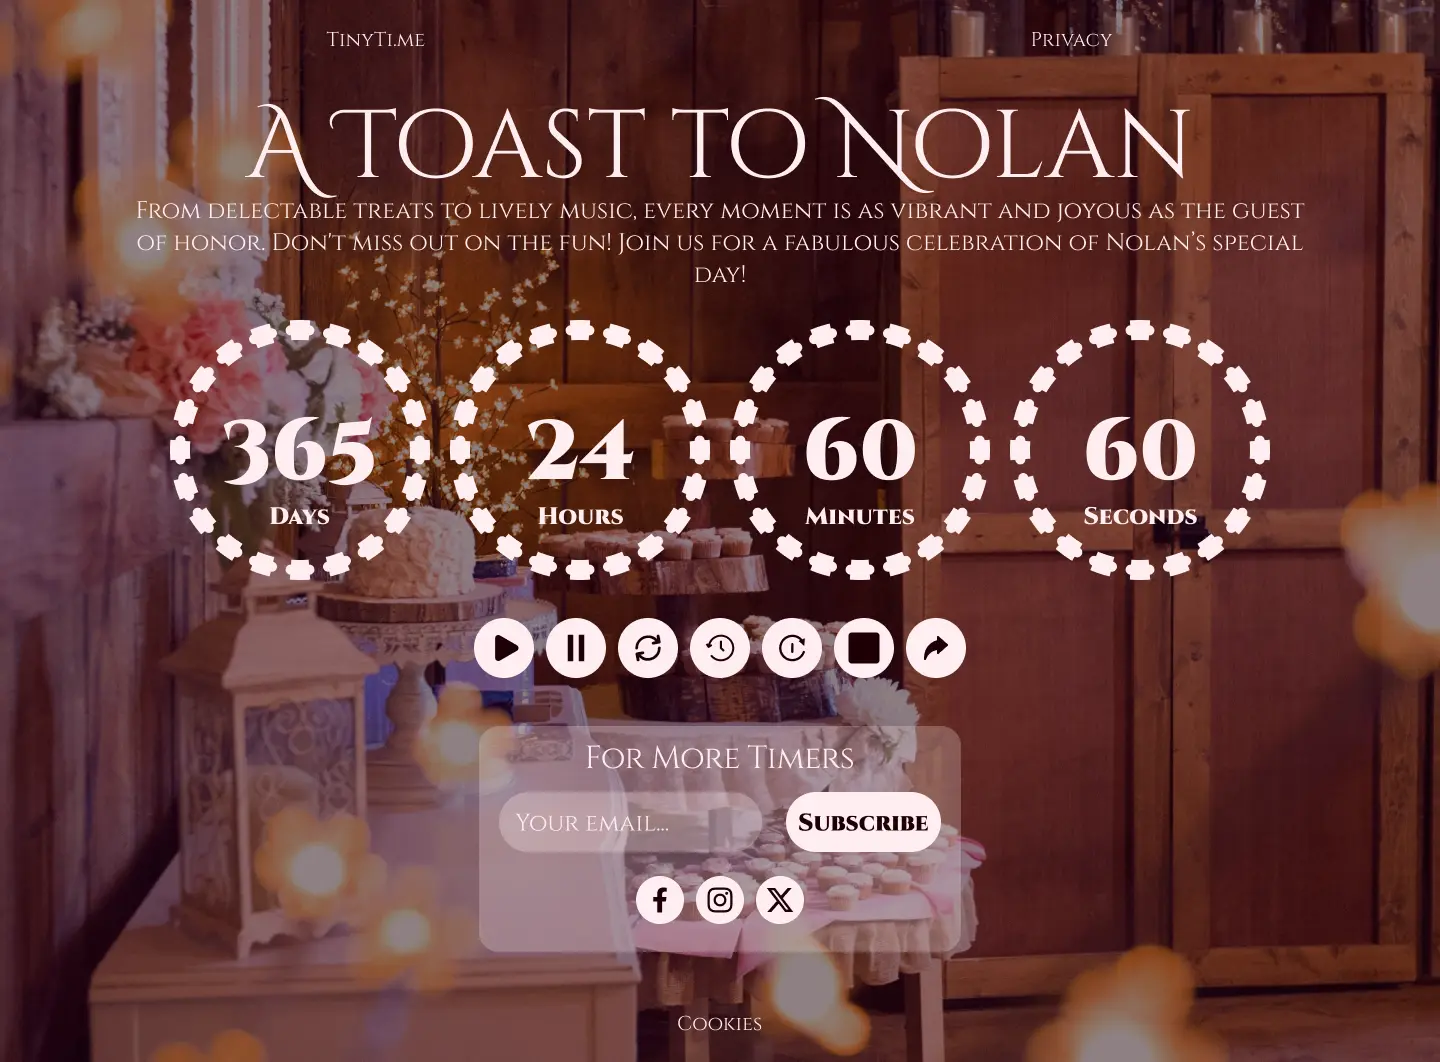 TinyTi.me
Privacy
A Toast to Nolan
From delectable treats to lively music, every moment is as vibrant and joyous as the guest
of honor. Don't miss out on the fun! Join us for a fabulous celebration of Nolan’s special
day!
365
24
60
60
Days
Hours
Minutes
Seconds
For More Timers
Your email...
Subscribe
Cookies